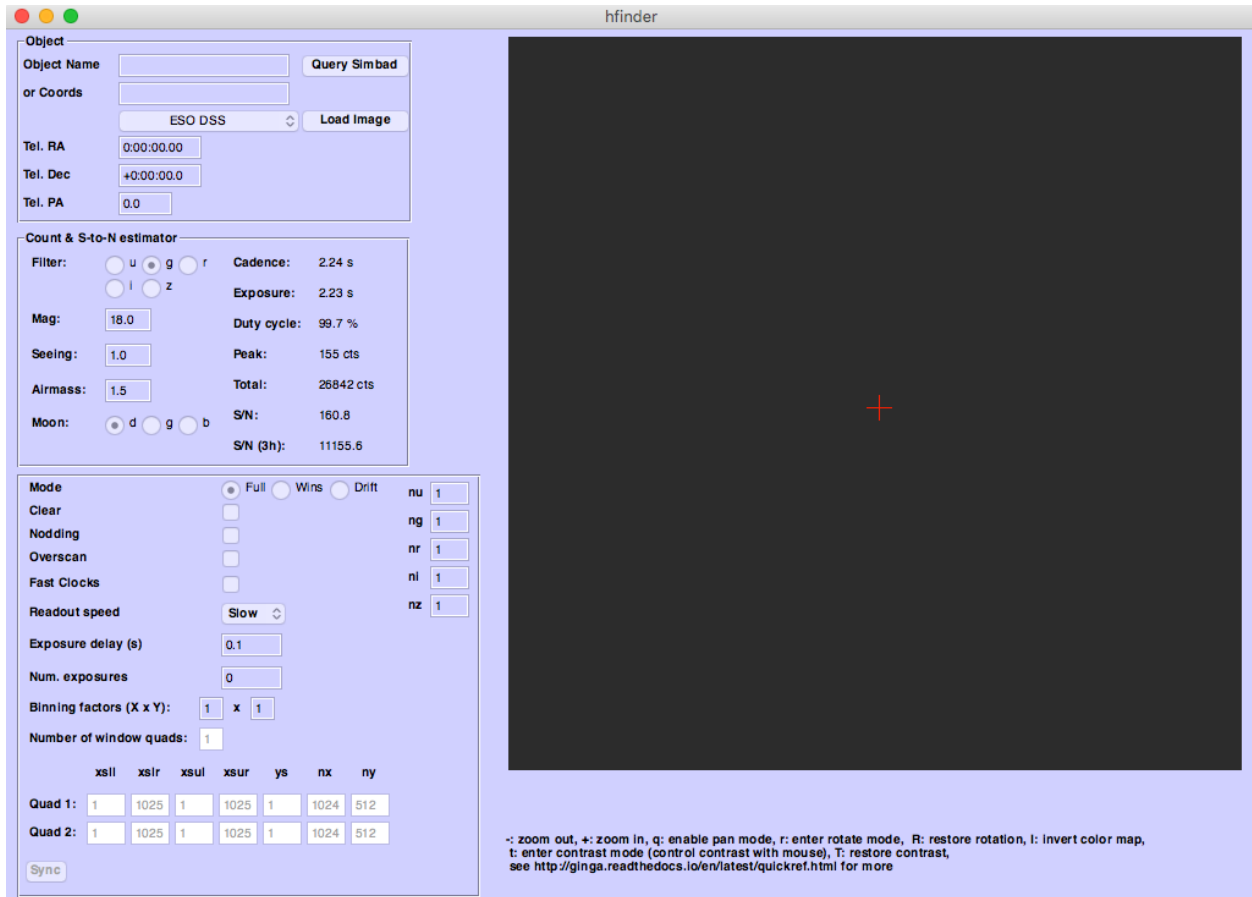 hfinder
Object
Object Name Query Simbad
or Coords
ESO DSS Load Image
Tel. RA 0:00:00.00
Tel. Dec +0:00:00.0
Tel. PA 0.0
Count & S-to-N estimator
Filter: u g r Cadence: 2.24 s
i z
Exposure: 2.23 s
Mag: 18.0 Duty cycle: 99.7 %
Seeing: 1.0 Peak: 155 cts
Airmass: 1.5 Total: 26842 cts
Moon: d g b S/N: 160.8
S/N (3h): 11155.6
Mode Full Wins Drift nu 1
Clear
Nodding ng 1
Overscan nr 1
Fast Clocks ni 1
Readout speed Slow nz 1
Exposure delay (s) 0.1
Num. exposures 0
Binning factors (X x Y): 1 x 1
Number of window quads: 1
xsll xslr xsul xsur ys nx ny
Quad 1: 1 1025 1 1025 1 1024 512
Quad 2: 1 1025 1 1025 1 1024 512
Sync
-: zoom out, +: zoom in, q: enable pan mode, r: enter rotate mode, R: restore rotation, I: invert color map,
t: enter contrast mode (control contrast with mouse), T: restore contrast,
see http://ginga.readthedocs.io/en/latest/quickref.html for more